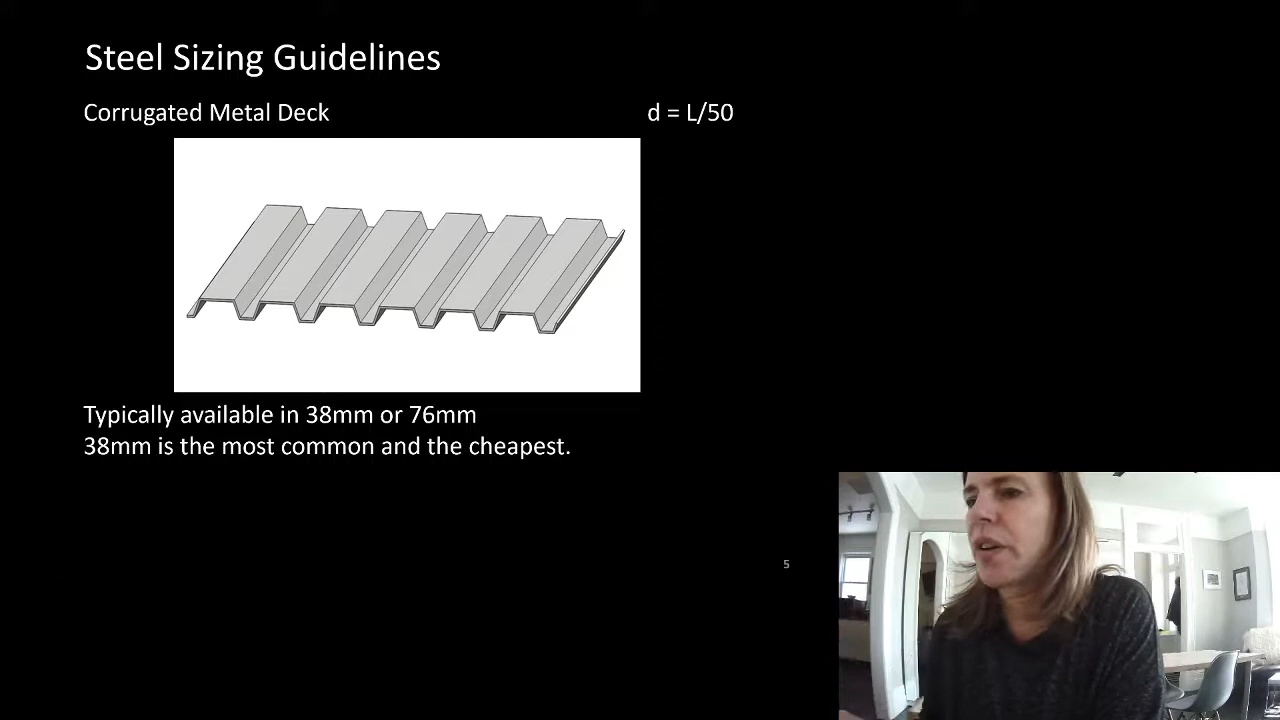 Steel Sizing Guidelines
Corrugated Metal Deck d = L/50
Typically available in 38mm or 76mm
38mm is the most common and the cheapest.
5